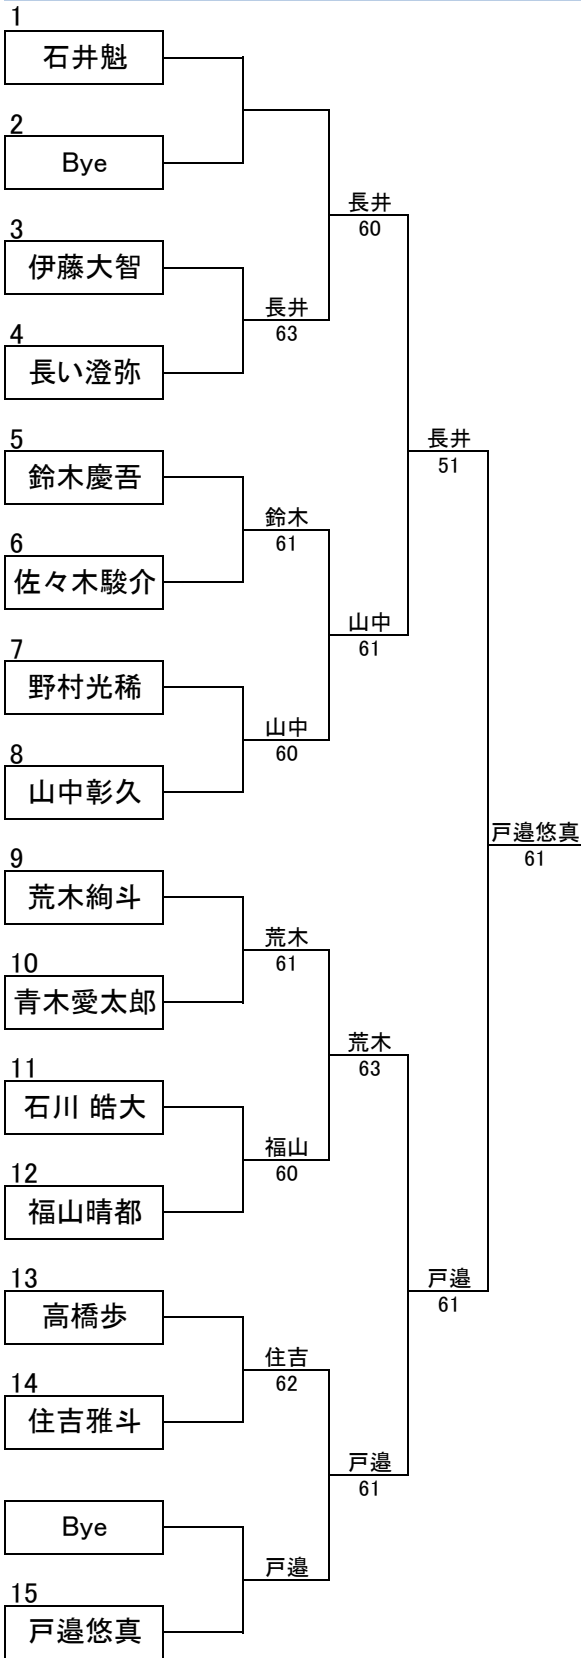 1
石井魁
2
Bye
長井
60
3
伊藤大智
長井
63
4
長い澄弥
長井
51
5
鈴木慶吾
鈴木
61
6
佐々木駿介
山中
61
7
野村光稀
山中
60
8
山中彰久
戸邉悠真
61
9
荒木絢斗
荒木
61
10
青木愛太郎
荒木
63
11
石川 皓大
福山
60
12
福山晴都
13
高橋歩
戸邉
61
住吉
62
14
住吉雅斗
戸邉
61
Bye
戸邉
15
戸邉悠真